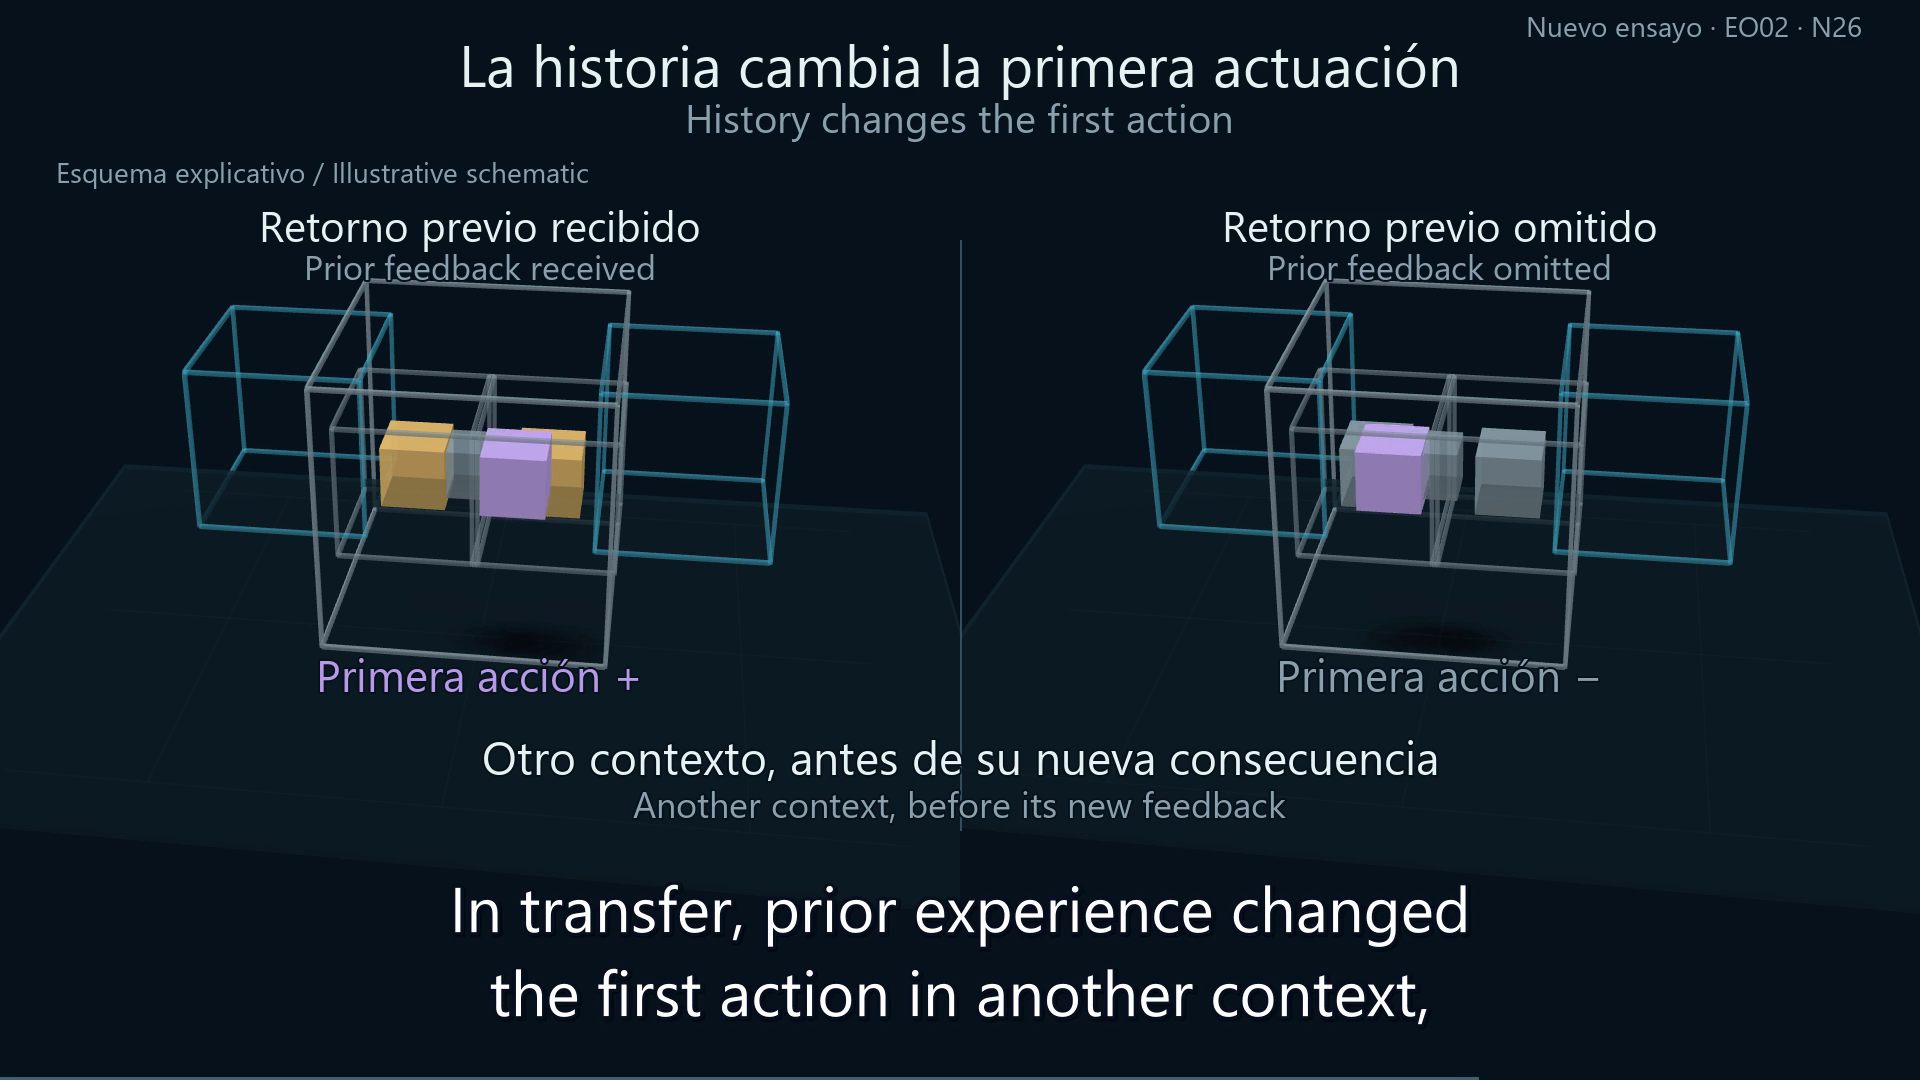 Nuevo ensayo · EO02 · N26
La historia cambia la primera actuación
History changes the first action
Esquema explicativo / Illustrative schematic
Retorno previo recibido
Prior feedback received
Retorno previo omitido
Prior feedback omitted
Primera acción +
Primera acción −
Otro contexto, antes de su nueva consecuencia
Another context, before its new feedback
In transfer, prior experience changed
the first action in another context,